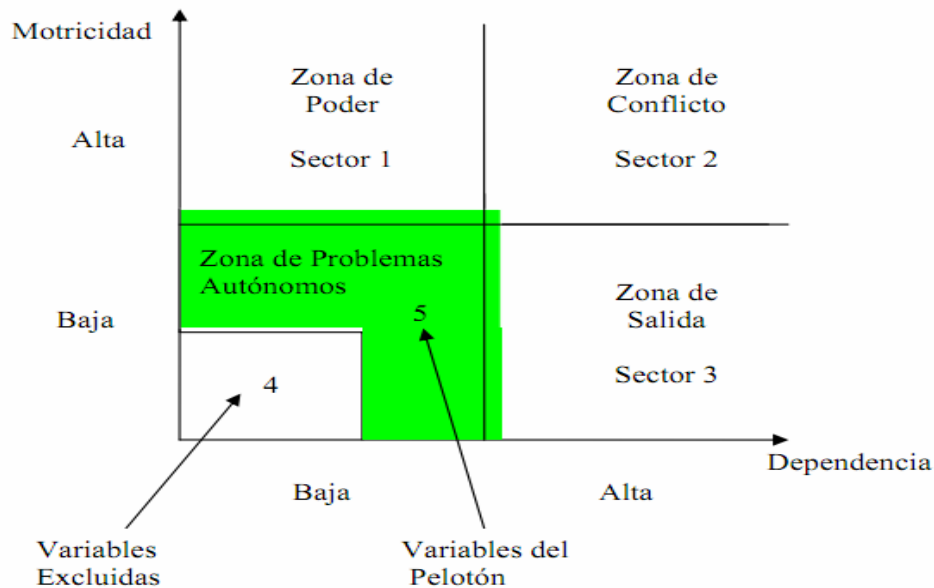 Motricidad
Zona de
Poder
Zona de
Conflicto
Alta
Sector 1
Sector 2
Zona de Problemas
Autónomos
Zona de
Salida
Baja
5
Sector 3
4
Dependencia
Baja
Alta
Variables
Excluidas
Variables del
Pelotón